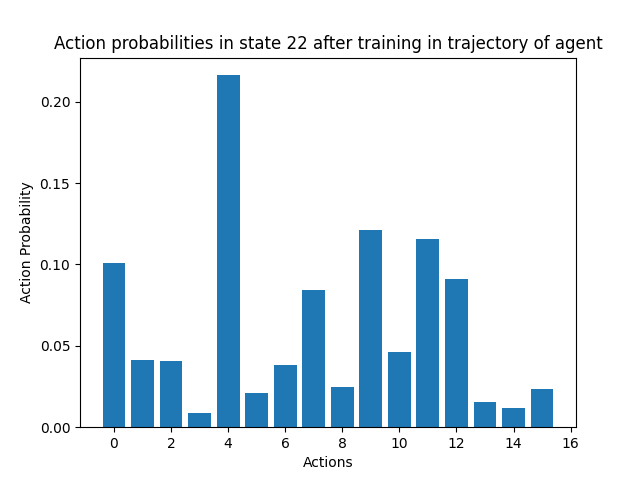 Action probabilities in state 22 after training in trajectory of agent
0.20
0.15
0.10
0.05
0.00
Action Probability
0 2 4 6 8 10 12 14 16
Actions